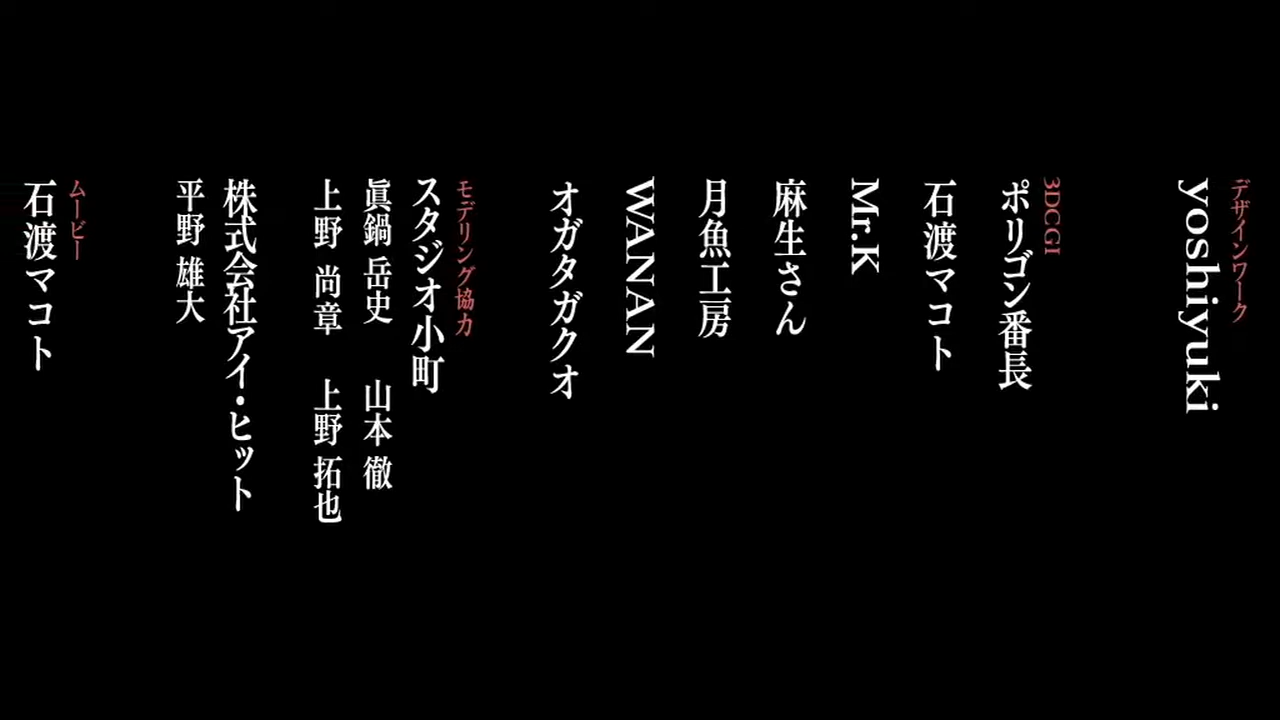 デザインワーク
yoshiyuki
3DCGI
ポリゴン番長
石渡マコト
Mr.K
麻生さん
月魚工房
WANAN
オガタガクオ
モデリング協力
スタジオ小町
眞鍋 岳史 山本 徹
上野 尚章 上野 拓也
株式会社アイ・ヒット
平野 雄大
ムービー
石渡マコト